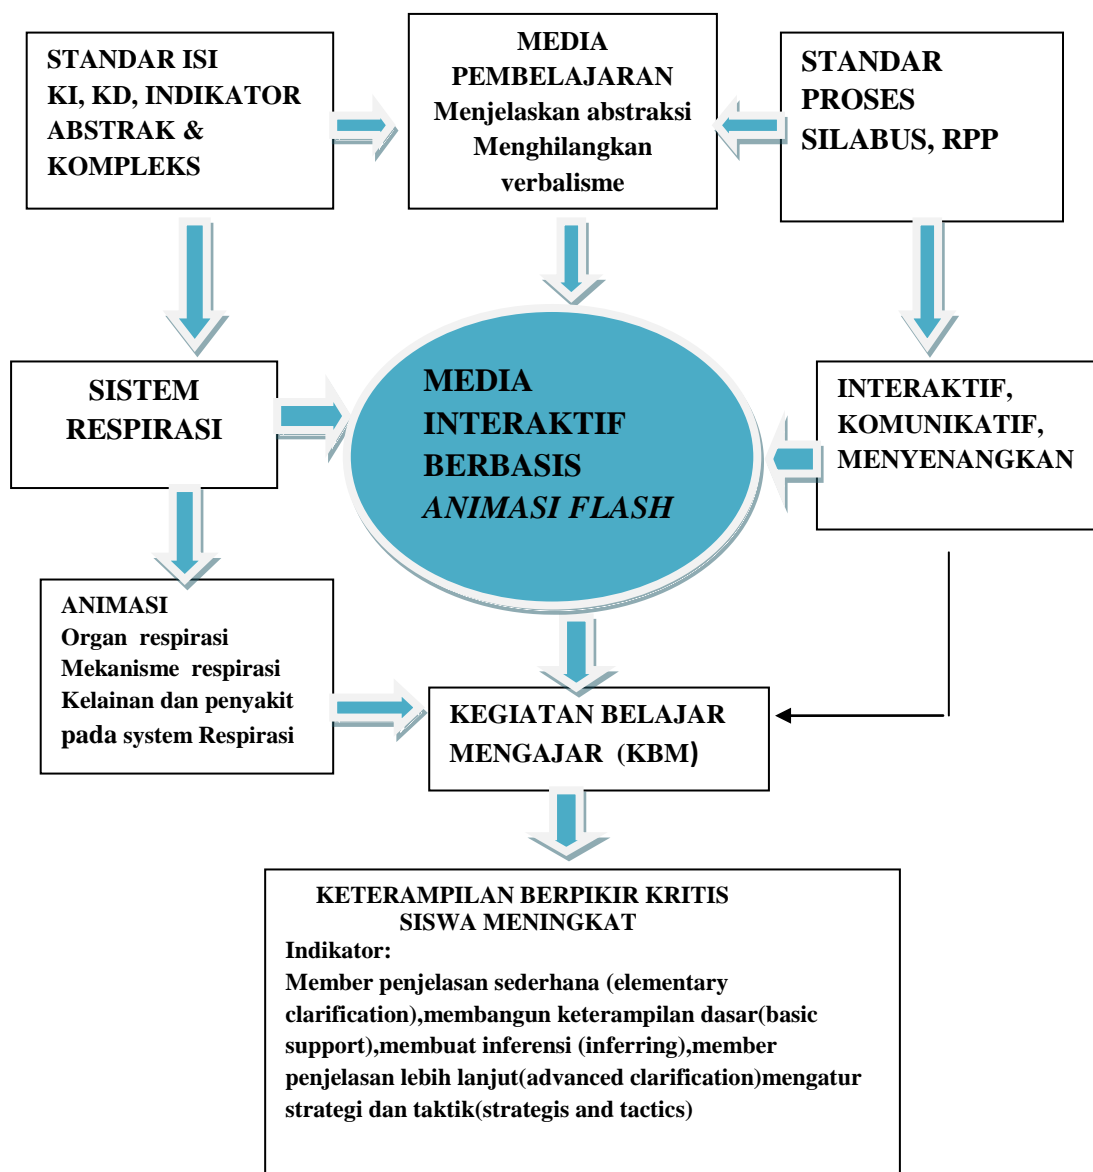 STANDAR ISI
KI, KD, INDIKATOR
ABSTRAK &
KOMPLEKS
MEDIA
PEMBELAJARAN
Menjelaskan abstraksi
Menghilangkan
verbalisme
STANDAR
PROSES
SILABUS, RPP
SISTEM
RESPIRASI
MEDIA
INTERAKTIF
BERBASIS
ANIMASI FLASH
INTERAKTIF,
KOMUNIKATIF,
MENYENANGKAN
ANIMASI
Organ respirasi
Mekanisme respirasi
Kelainan dan penyakit
pada system Respirasi
KEGIATAN BELAJAR
MENGAJAR (KBM)
KETERAMPILAN BERPIKIR KRITIS
SISWA MENINGKAT
Indikator:
Member penjelasan sederhana (elementary
clarification),membangun keterampilan dasar(basic
support),membuat inferensi (inferring),member
penjelasan lebih lanjut(advanced clarification)mengatur
strategi dan taktik(strategis and tactics)